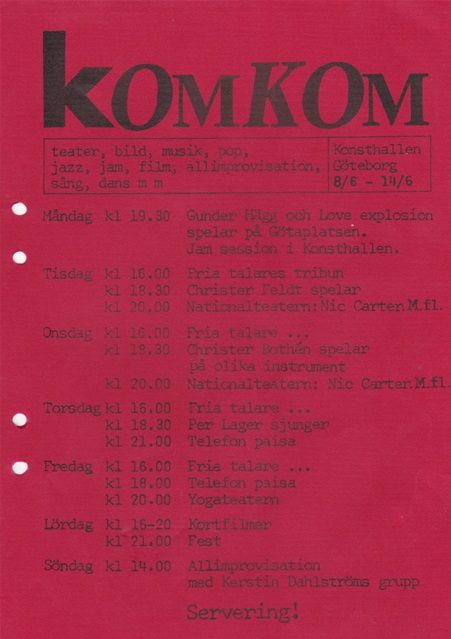 kOMKOM
teater, bild, musik, pop,
jazz, jam, film, allimprovisation,
sång, dans m m
Konsthallen
Göteborg
8/6 - 14/6
Måndag kl 19.30 Gunder Hägg och Love explosion
spelar på Götaplatsen.
Jam session i Konsthallen.
Tisdag kl 16.00 Fria talares tribun
kl 18.30 Christer Feldt spelar
kl 20.00 Nationalteatern: Nic Carter.M.fl.
Onsdag kl 16.00 Fria talare ...
kl 18.30 Christer Bothén spelar
på olika instrument
kl 20.00 Nationalteatern: Nic Carter.M.fl.
Torsdag kl 16.00 Fria talare ...
kl 18.30 Per Lager sjunger
kl 21.00 Telefon paisa
Fredag kl 16.00 Fria talare ...
kl 18.00 Telefon paisa
kl 20.00 Yogateatern
Lördag kl 16-20 Kortfilmer
kl 21.00 Fest
Söndag kl 14.00 Allimprovisation
med Kerstin Dahlströms grupp
Servering!